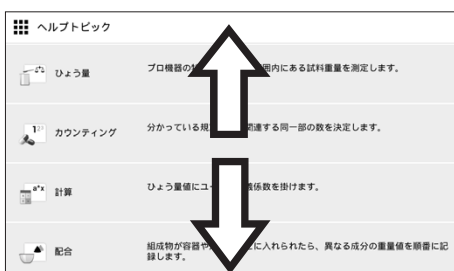 ヘルプトピック
ひょう量
プロ機器の 囲内にある試料重量を測定します。
カウンティング
分かっている規 関連する同一部の数を決定します。
計算
ひょう量値にユー 義係数を掛けます。
配合
組成物が容器や に入れられたら、異なる成分の重量値を順番に記
録します。